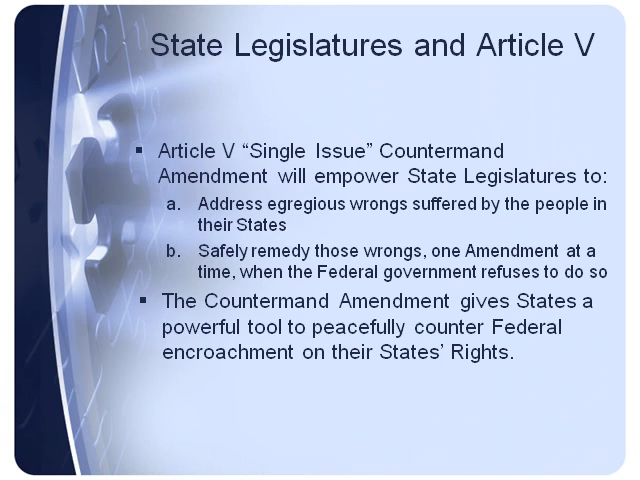 State Legislatures and Article V
▪ Article V “Single Issue” Countermand
Amendment will empower State Legislatures to:
a. Address egregious wrongs suffered by the people in
their States
b. Safely remedy those wrongs, one Amendment at a
time, when the Federal government refuses to do so
▪ The Countermand Amendment gives States a
powerful tool to peacefully counter Federal
encroachment on their States’ Rights.